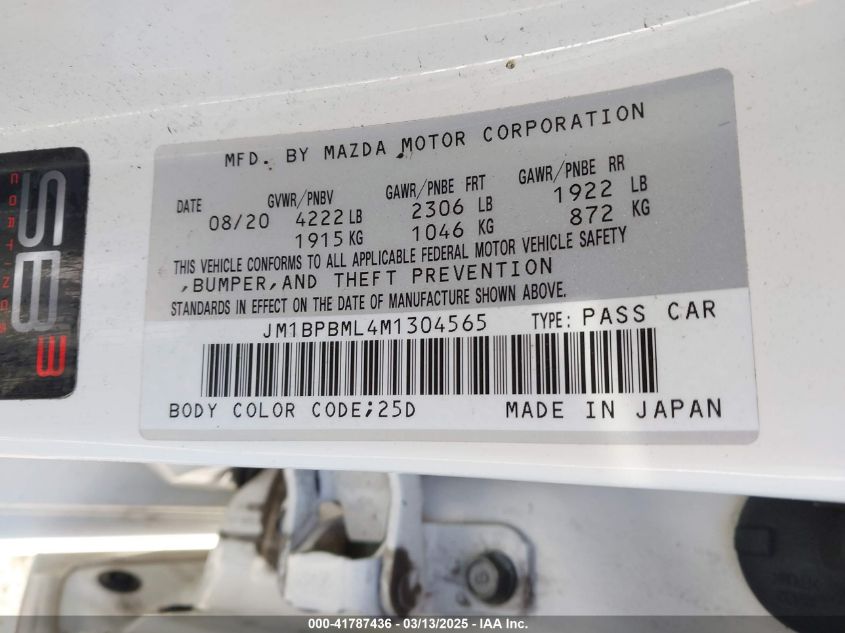 MFD. BY MAZDA MOTOR CORPORATION
DATE GVWR/PNBV GAWR/PNBE FRT GAWR/PNBE RR
08/20 4222 LB 2306 LB 1922 LB
1915 KG 1046 KG 872 KG
THIS VEHICLE CONFORMS TO ALL APPLICABLE FEDERAL MOTOR VEHICLE SAFETY
,BUMPER,AND THEFT PREVENTION
STANDARDS IN EFFECT ON THE DATE OF MANUFACTURE SHOWN ABOVE.
JM1BPBML4M1304565 TYPE: PASS CAR
BODY COLOR CODE;25D MADE IN JAPAN
SB3
000-41787436 - 03/13/2025 - IAA Inc.